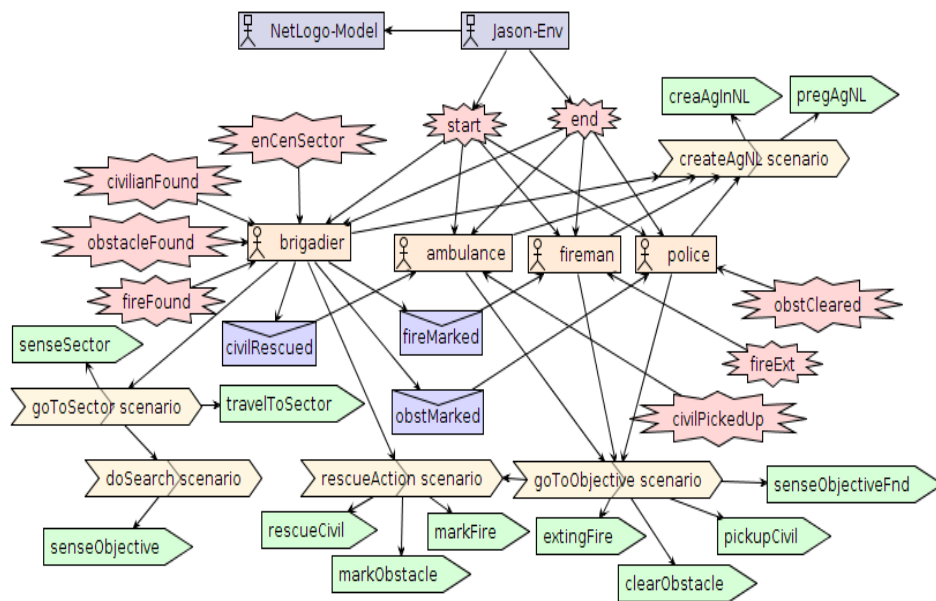 NetLogo-Model
Jason-Env
creaAgInNL
pregAgNL
start
end
enCenSector
createAgNL scenario
civilianFound
obstacleFound
brigadier
ambulance
fireman
police
fireFound
obstCleared
senseSector
civilRescued
fireMarked
fireExt
goToSector scenario
travelToSector
obstMarked
civilPickedUp
doSearch scenario
rescueAction scenario
goToObjective scenario
senseObjectiveFnd
senseObjective
rescueCivil
markFire
extingFire
pickupCivil
markObstacle
clearObstacle